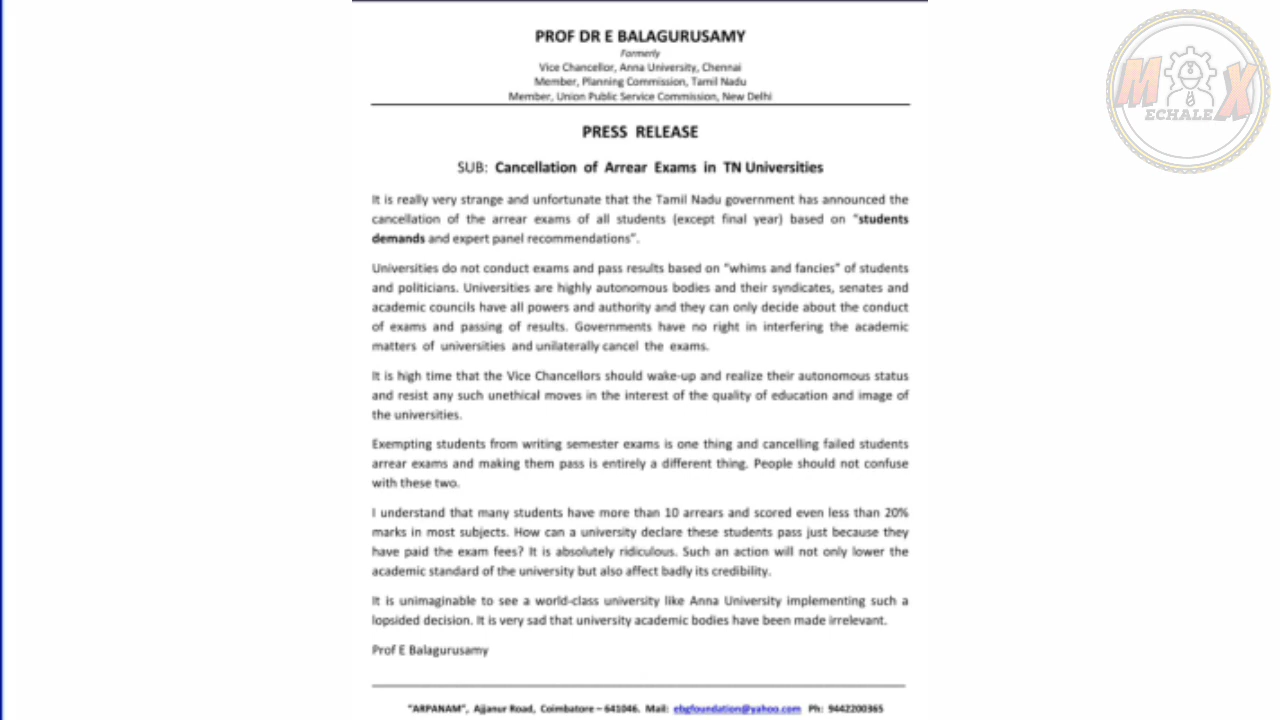 PROF DR E BALAGURUSAMY
Formerly
Vice Chancellor, Anna University, Chennai
Member, Planning Commission, Tamil Nadu
Member, Union Public Service Commission, New Delhi
PRESS RELEASE
SUB: Cancellation of Arrear Exams in TN Universities
It is really very strange and unfortunate that the Tamil Nadu government has announced the
cancellation of the arrear exams of all students (except final year) based on "students
demands and expert panel recommendations".
Universities do not conduct exams and pass results based on "whims and fancies" of students
and politicians. Universities are highly autonomous bodies and their syndicates, senates and
academic councils have all powers and authority and they can only decide about the conduct
of exams and passing of results. Governments have no right in interfering the academic
matters of universities and unilaterally cancel the exams.
It is high time that the Vice Chancellors should wake-up and realize their autonomous status
and resist any such unethical moves in the interest of the quality of education and image of
the universities.
Exempting students from writing semester exams is one thing and cancelling failed students
arrear exams and making them pass is entirely a different thing. People should not confuse
with these two.
I understand that many students have more than 10 arrears and scored even less than 20%
marks in most subjects. How can a university declare these students pass just because they
have paid the exam fees? It is absolutely ridiculous. Such an action will not only lower the
academic standard of the university but also affect badly its credibility.
It is unimaginable to see a world-class university like Anna University implementing such a
lopsided decision. It is very sad that university academic bodies have been made irrelevant.
Prof E Balagurusamy
"ARPANAM", Ajjanur Road, Coimbatore – 641046. Mail: ebgfoundation@yahoo.com Ph: 9442200365
M X
ECHALE